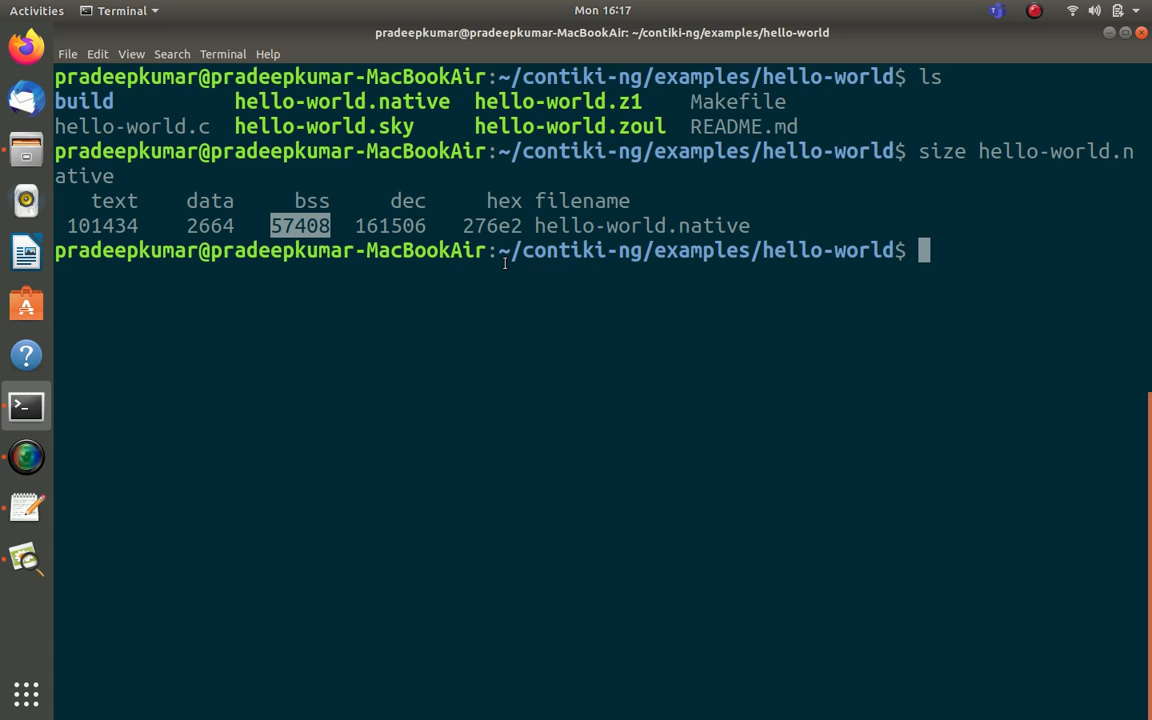 Activities Terminal Mon 16:17
pradeepkumar@pradeepkumar-MacBookAir: ~/contiki-ng/examples/hello-world
File Edit View Search Terminal Help
pradeepkumar@pradeepkumar-MacBookAir:~/contiki-ng/examples/hello-world$ ls
build hello-world.native hello-world.z1 Makefile
hello-world.c hello-world.sky hello-world.zoul README.md
pradeepkumar@pradeepkumar-MacBookAir:~/contiki-ng/examples/hello-world$ size hello-world.n
ative
text data bss dec hex filename
101434 2664 57408 161506 276e2 hello-world.native
pradeepkumar@pradeepkumar-MacBookAir:~/contiki-ng/examples/hello-world$